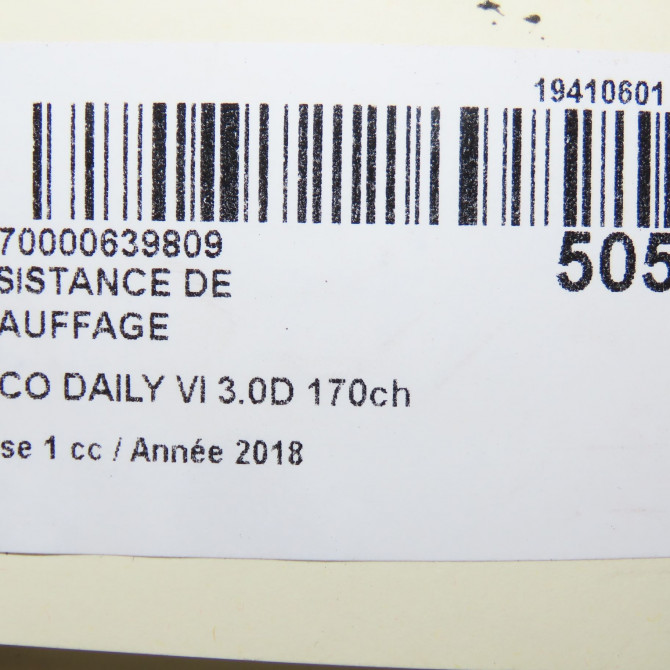 19410601
70000639809
505
SISTANCE DE
AUFFAGE
CO DAILY VI 3.0D 170ch
se 1 cc / Année 2018